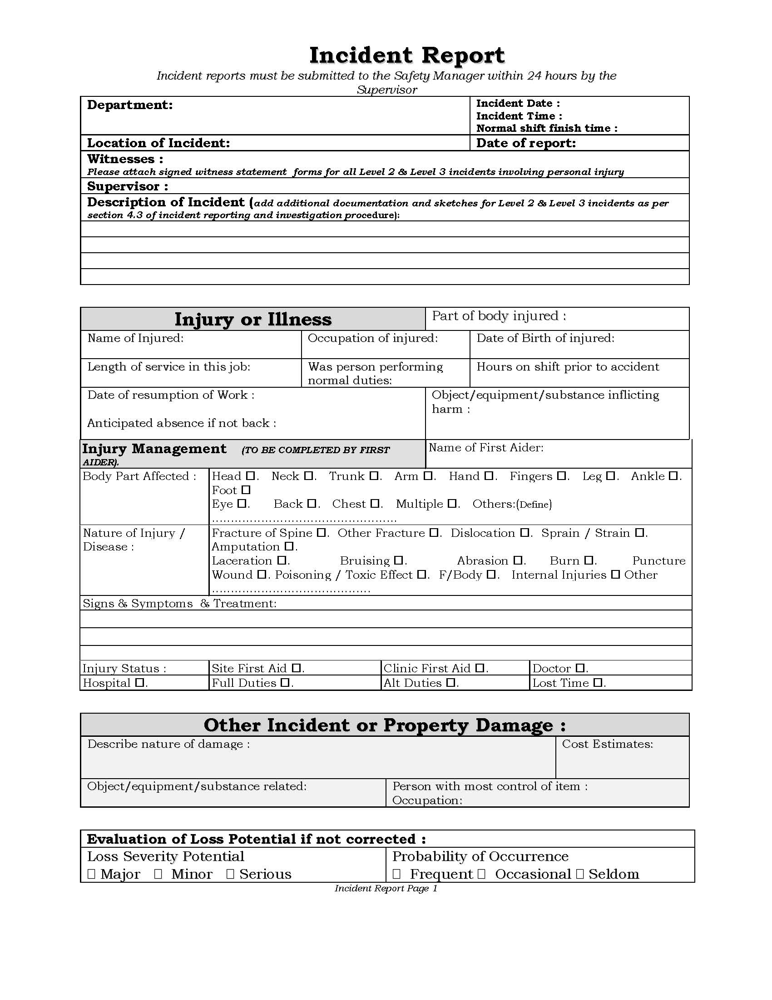 Incident Report
Incident reports must be submitted to the Safety Manager within 24 hours by the
Supervisor
Department:
Incident Date :
Incident Time :
Normal shift finish time :
Location of Incident:
Date of report:
Witnesses :
Please attach signed witness statement  forms for all Level 2 & Level 3 incidents involving personal injury
Supervisor :
Description of Incident (add additional documentation and sketches for Level 2 & Level 3 incidents as per
section 4.3 of incident reporting and investigation procedure):
Injury or Illness
Part of body injured :
Name of Injured:
Occupation of injured:
Date of Birth of injured:
Length of service in this job:
Was person performing
normal duties:
Hours on shift prior to accident
Date of resumption of Work :
Anticipated absence if not back :
Object/equipment/substance inflicting
harm :
Injury Management (TO BE COMPLETED BY FIRST
AIDER).
Name of First Aider:
Body Part Affected :
Head ☐. Neck ☐. Trunk ☐. Arm ☐. Hand ☐. Fingers ☐. Leg ☐. Ankle ☐.
Foot ☐
Eye ☐. Back ☐. Chest ☐. Multiple ☐. Others:(Define)
.................................................
Nature of Injury /
Disease :
Fracture of Spine ☐. Other Fracture ☐. Dislocation ☐. Sprain / Strain ☐.
Amputation ☐.
Laceration ☐. Bruising ☐. Abrasion ☐. Burn ☐. Puncture
Wound ☐. Poisoning / Toxic Effect ☐. F/Body ☐. Internal Injuries ☐ Other
..........................................
Signs & Symptoms  & Treatment:
Injury Status :
Site First Aid ☐.
Clinic First Aid ☐.
Doctor ☐.
Hospital ☐.
Full Duties ☐.
Alt Duties ☐.
Lost Time ☐.
Other Incident or Property Damage :
Describe nature of damage :
Cost Estimates:
Object/equipment/substance related:
Person with most control of item :
Occupation:
Evaluation of Loss Potential if not corrected :
Loss Severity Potential
☐ Major ☐ Minor ☐ Serious
Probability of Occurrence
☐ Frequent ☐ Occasional ☐ Seldom
Incident Report Page 1